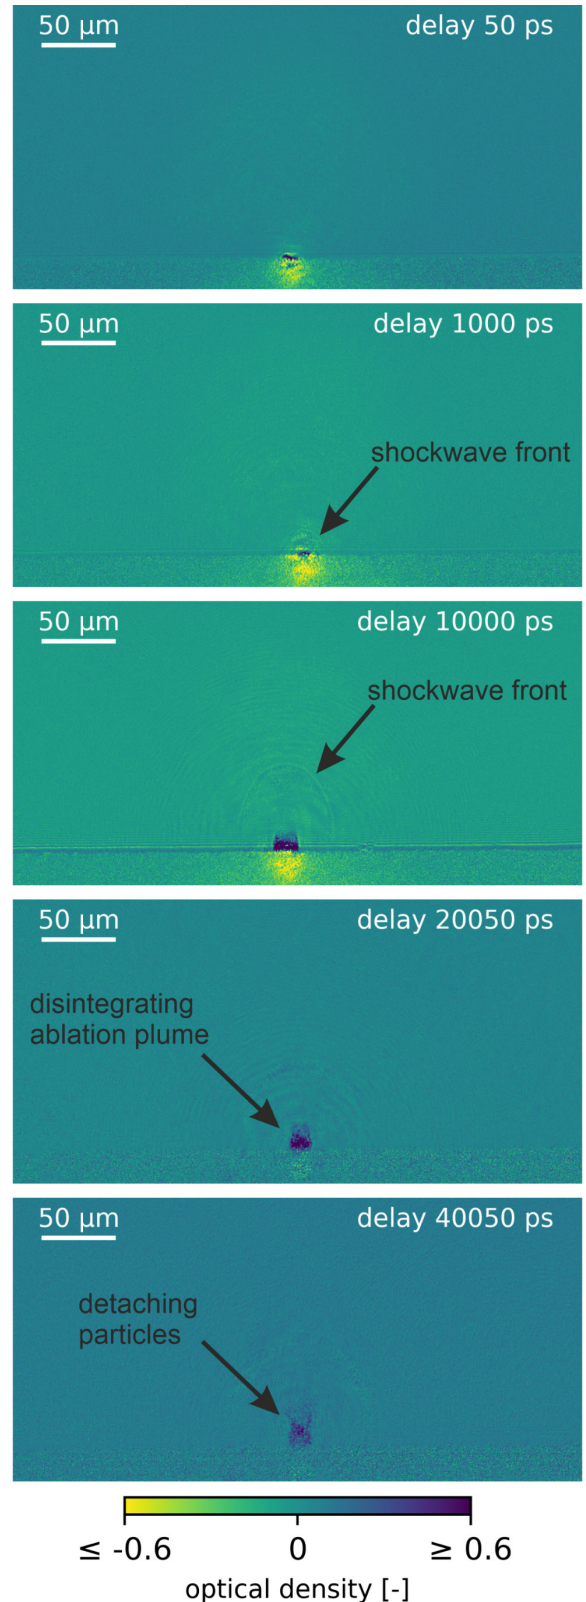 50 µm
delay 50 ps
50 µm
delay 1000 ps
shockwave front
50 µm
delay 10000 ps
shockwave front
50 µm
delay 20050 ps
disintegrating
ablation plume
50 µm
delay 40050 ps
detaching
particles
≤ -0.6
0
≥ 0.6
optical density [-]